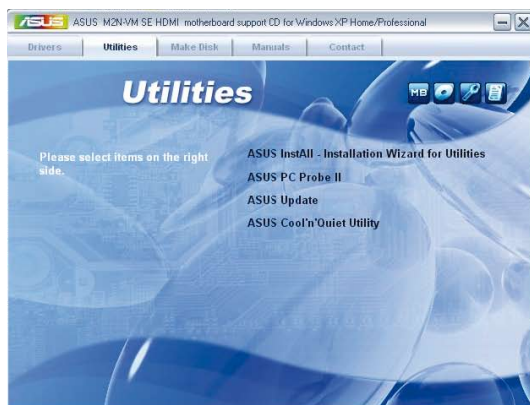 ASUS M2N-VM SE HDMI motherboard support CD for Windows XP Home/Professional
Drivers Utilities Make Disk Manuals Contact
Utilities
MB
Please select items on the right
side.
ASUS InstAll - Installation Wizard for Utilities
ASUS PC Probe II
ASUS Update
ASUS Cool'n'Quiet Utility